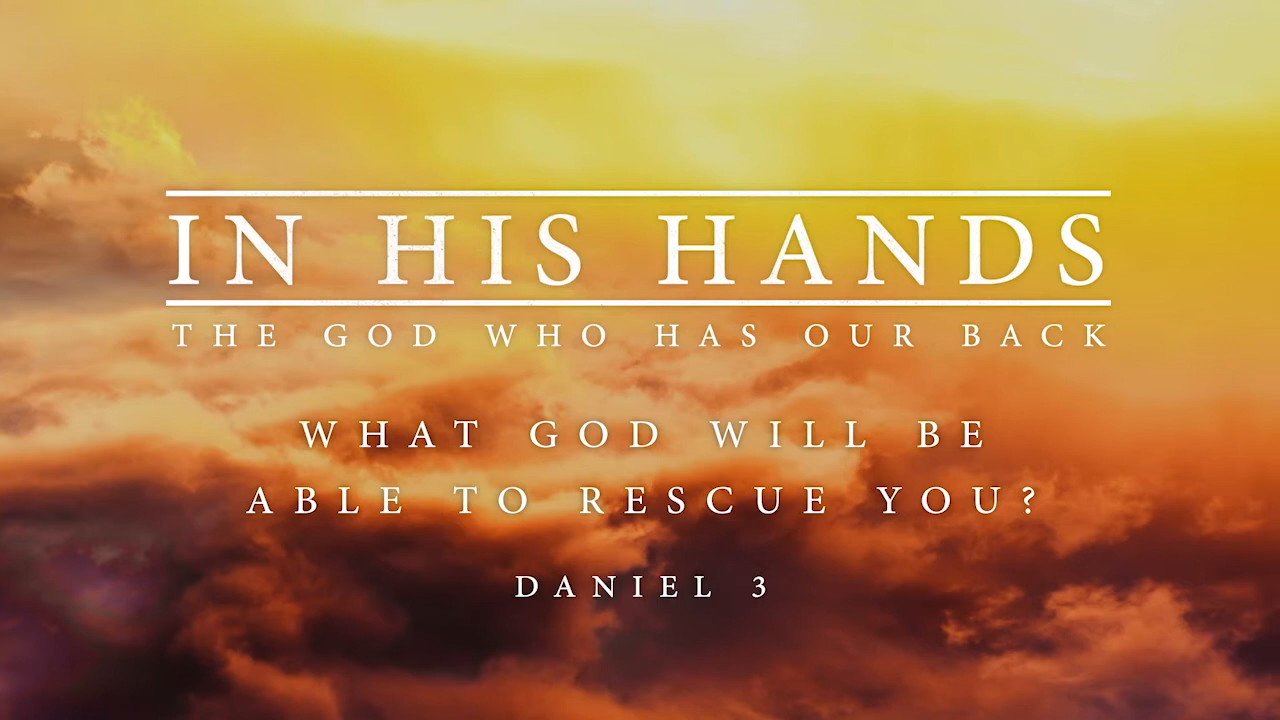 IN HIS HANDS
THE GOD WHO HAS OUR BACK
WHAT GOD WILL BE
ABLE TO RESCUE YOU?
DANIEL 3